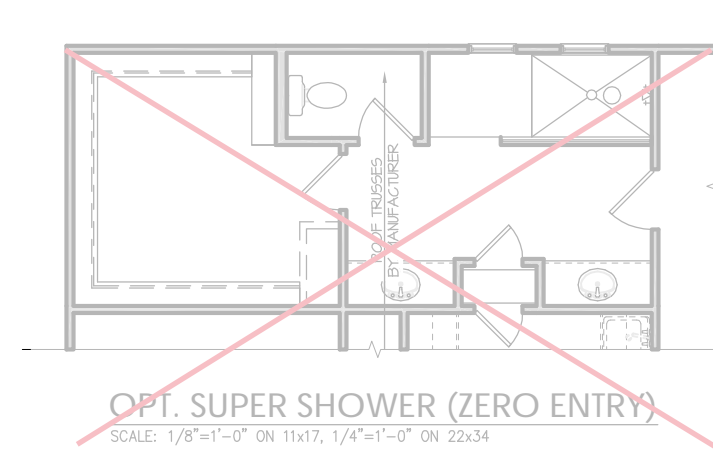 ROOF TRUSSES
BY MANUFACTURER
OPT. SUPER SHOWER (ZERO ENTRY)
SCALE: 1/8"=1'-0" ON 11x17, 1/4"=1'-0" ON 22x34